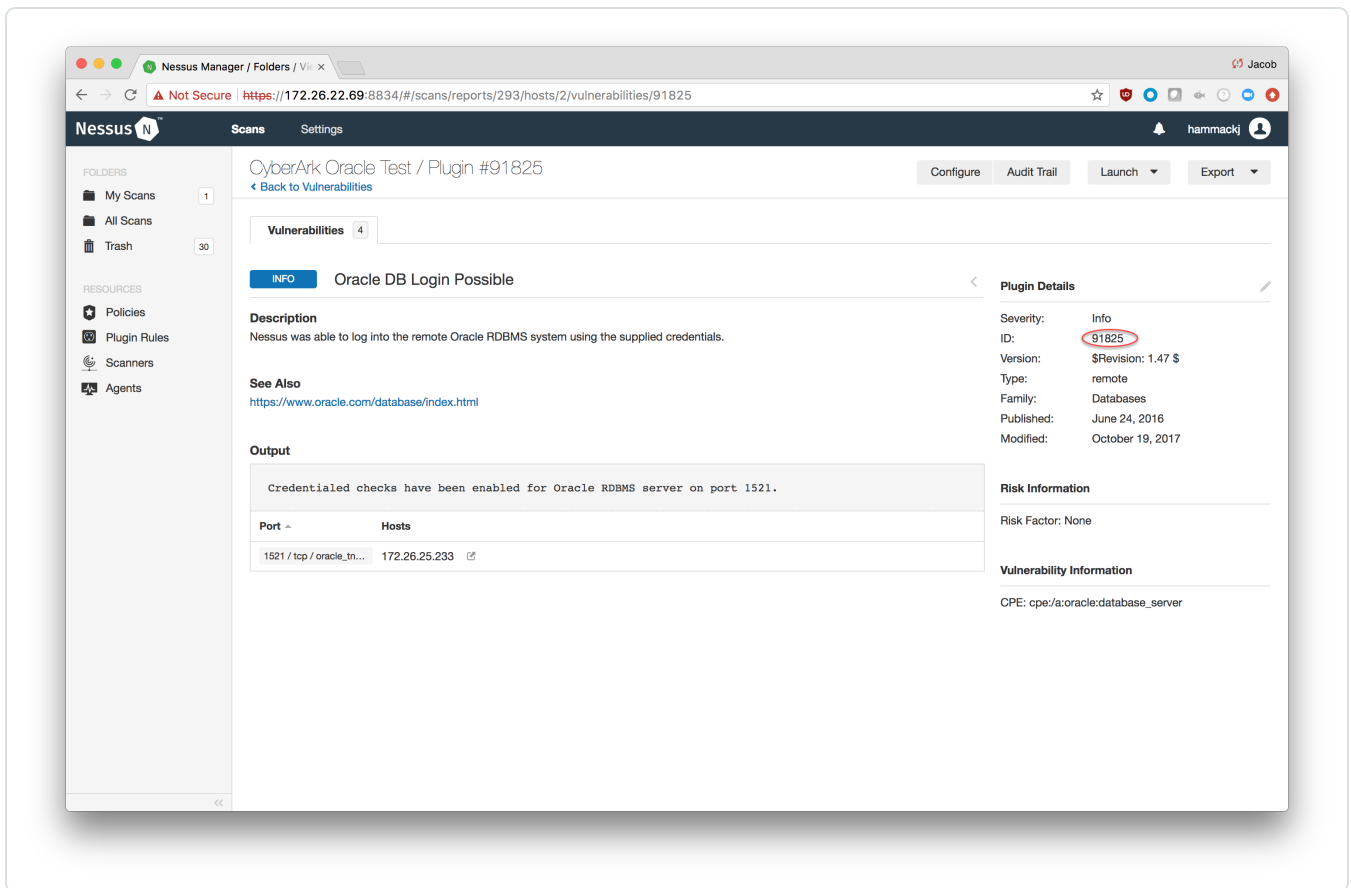 Nessus Manager / Folders / Vie
Jacob
Not Secure https://172.26.22.69:8834/#/scans/reports/293/hosts/2/vulnerabilities/91825
Nessus N ™ Scans Settings hammackj
FOLDERS
My Scans 1
All Scans
Trash 30
RESOURCES
Policies
Plugin Rules
Scanners
Agents
CyberArk Oracle Test / Plugin #91825
Back to Vulnerabilities
Configure Audit Trail Launch Export
Vulnerabilities 4
INFO Oracle DB Login Possible
Description
Nessus was able to log into the remote Oracle RDBMS system using the supplied credentials.
See Also
https://www.oracle.com/database/index.html
Output
Credentialed checks have been enabled for Oracle RDBMS server on port 1521.
Port Hosts
1521 / tcp / oracle_tn... 172.26.25.233
Plugin Details
Severity: Info
ID: 91825
Version: $Revision: 1.47 $
Type: remote
Family: Databases
Published: June 24, 2016
Modified: October 19, 2017
Risk Information
Risk Factor: None
Vulnerability Information
CPE: cpe:/a:oracle:database_server